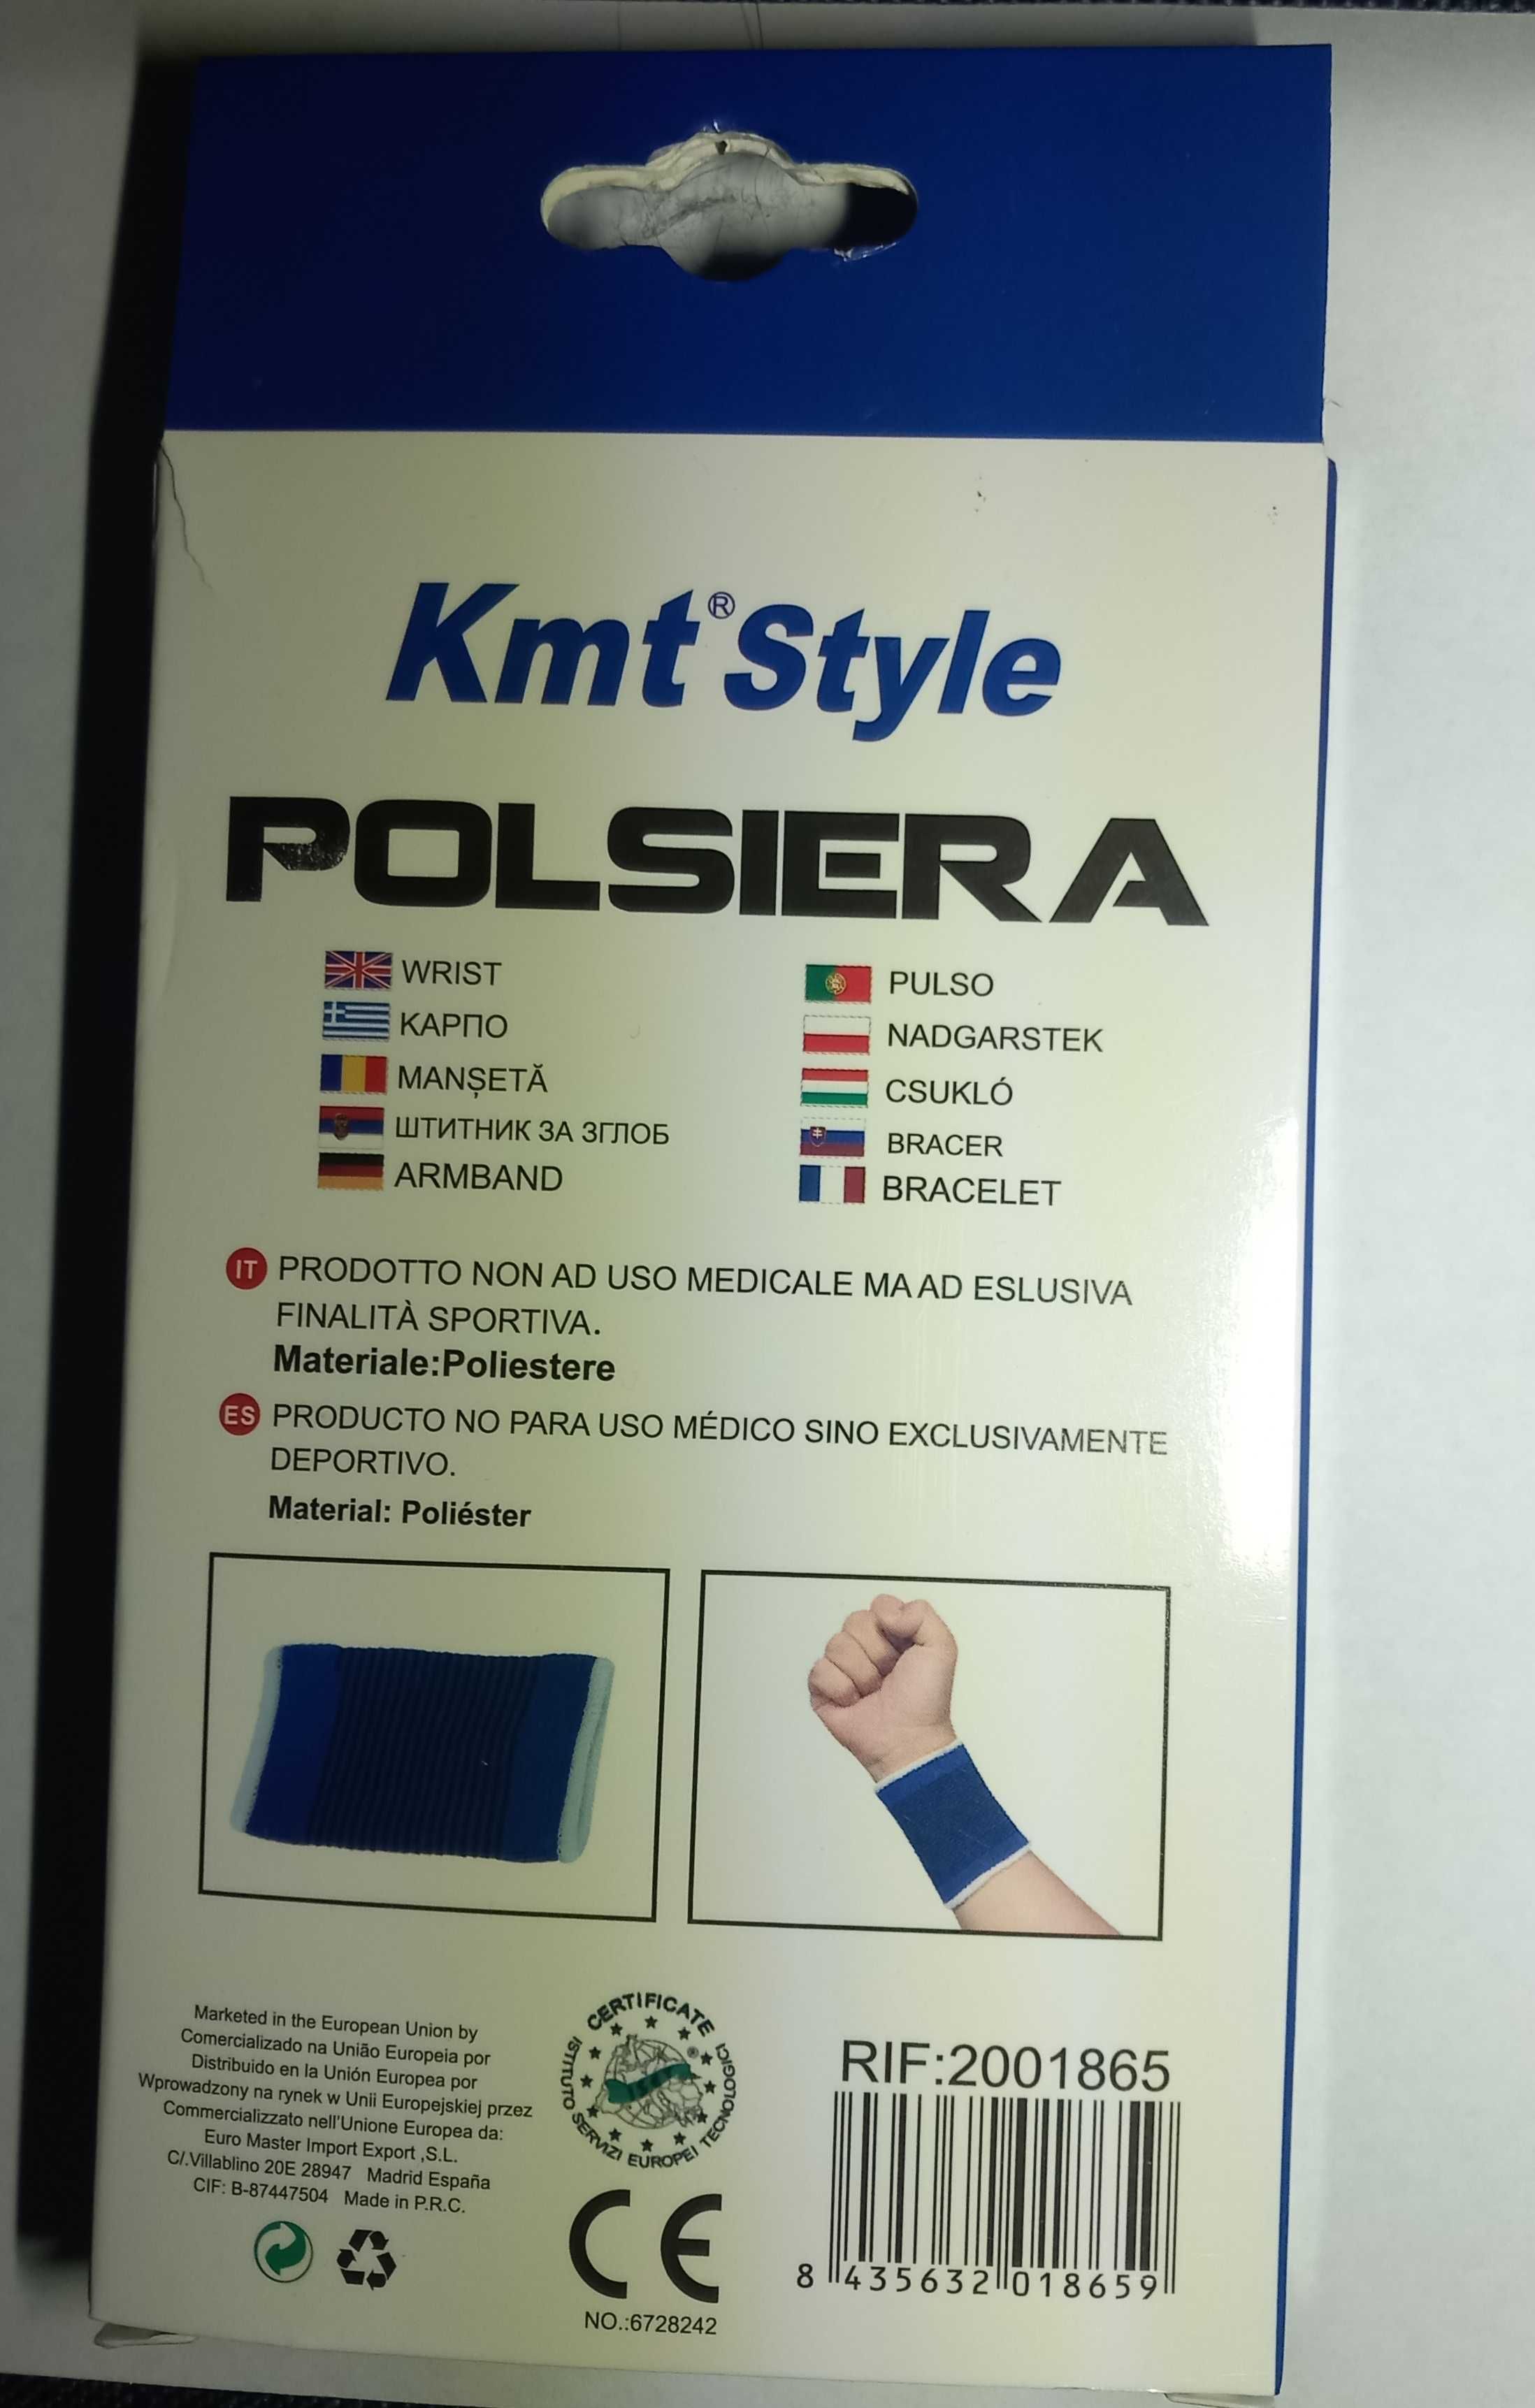 Kmt® Style
POLSIERA
WRIST
ΚΑΡΠΟ
MANȘETĂ
ШТИТНИК ЗА ЗГЛОБ
ARMBAND
PULSO
NADGARSTEK
CSUKLÓ
BRACER
BRACELET
IT PRODOTTO NON AD USO MEDICALE MA AD ESLUSIVA
FINALITÀ SPORTIVA.
Materiale:Poliestere
ES PRODUCTO NO PARA USO MÉDICO SINO EXCLUSIVAMENTE
DEPORTIVO.
Material: Poliéster
Marketed in the European Union by
Comercializado na União Europeia por
Distribuido en la Unión Europea por
Wprowadzony na rynek w Unii Europejskiej przez
Commercializzato nell'Unione Europea da:
Euro Master Import Export ,S.L.
C/.Villablino 20E 28947 Madrid España
CIF: B-87447504 Made in P.R.C.
CERTIFICATE
ISTITUTO SERVIZI EUROPEI TECNOLOGICI
CE
NO.:6728242
RIF:2001865
8 435632 018659